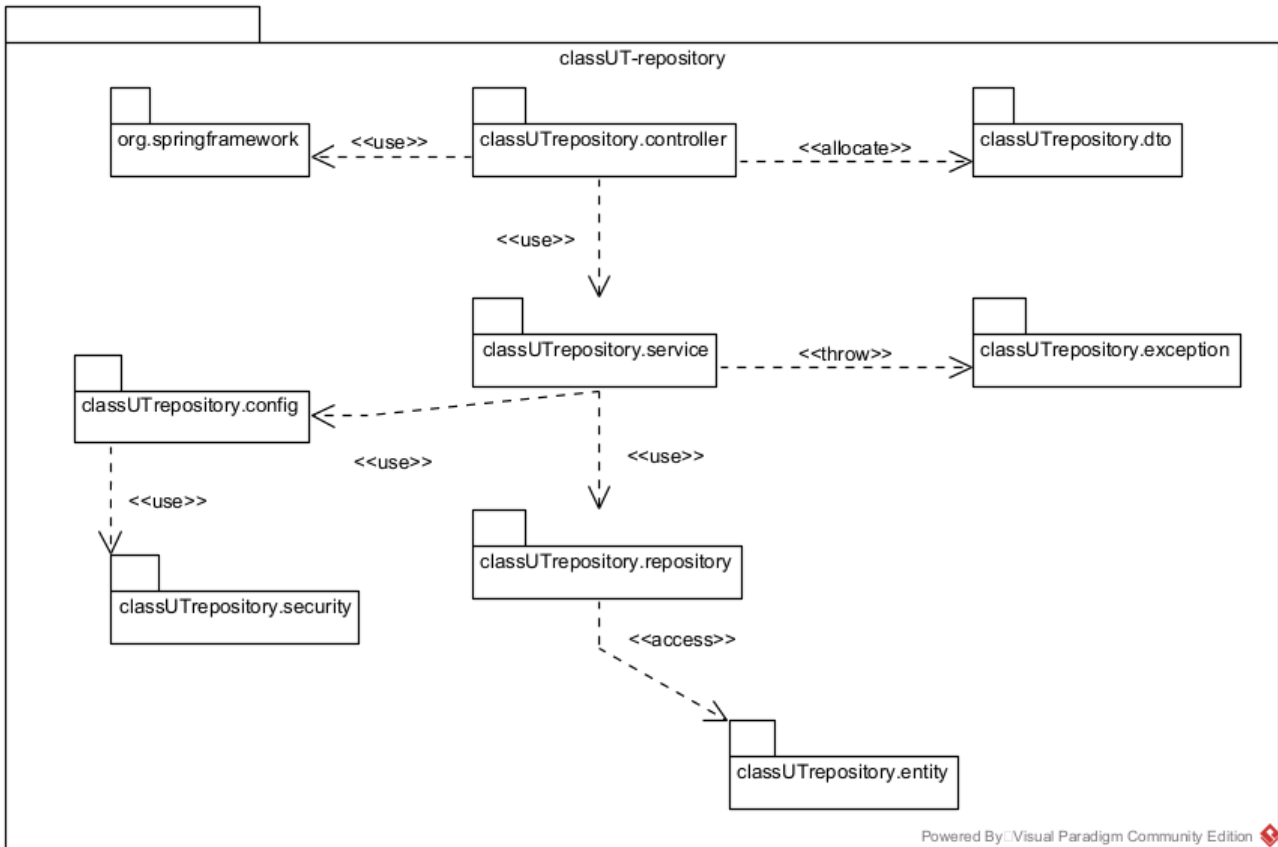 classUT-repository
org.springframework
<<use>>
classUTrepository.controller
<<allocate>>
classUTrepository.dto
<<use>>
classUTrepository.service
<<throw>>
classUTrepository.exception
classUTrepository.config
<<use>>
<<use>>
<<use>>
classUTrepository.repository
classUTrepository.security
<<access>>
classUTrepository.entity
Powered By Visual Paradigm Community Edition